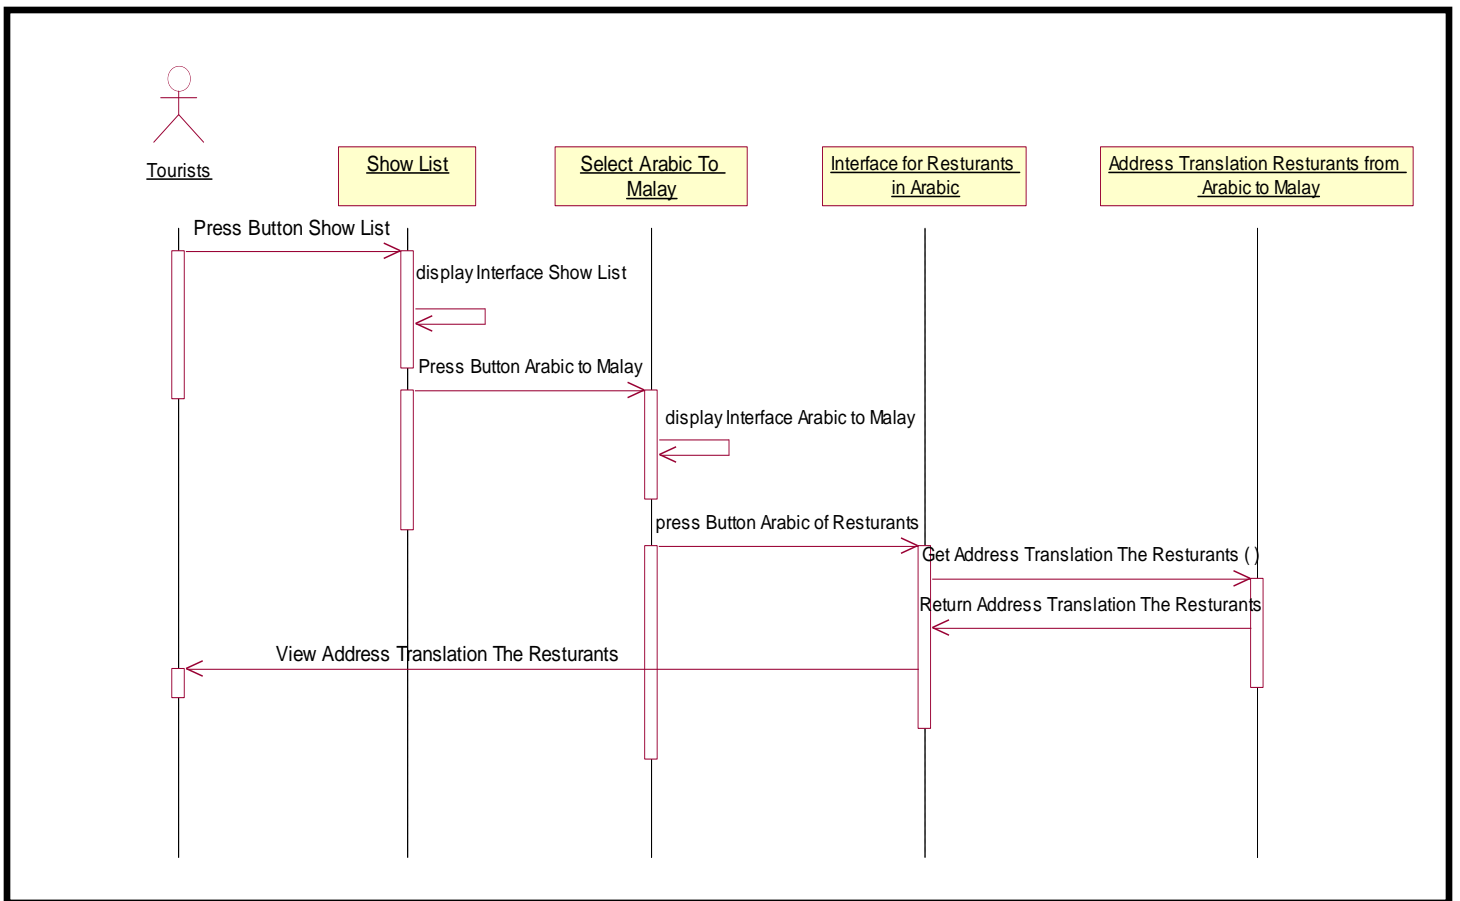 Tourists
Show List
Select Arabic To
Malay
Interface for Resturants
in Arabic
Address Translation Resturants from
Arabic to Malay
Press Button Show List
display Interface Show List
Press Button Arabic to Malay
display Interface Arabic to Malay
press Button Arabic of Resturants
Get Address Translation The Resturants ( )
Return Address Translation The Resturants
View Address Translation The Resturants